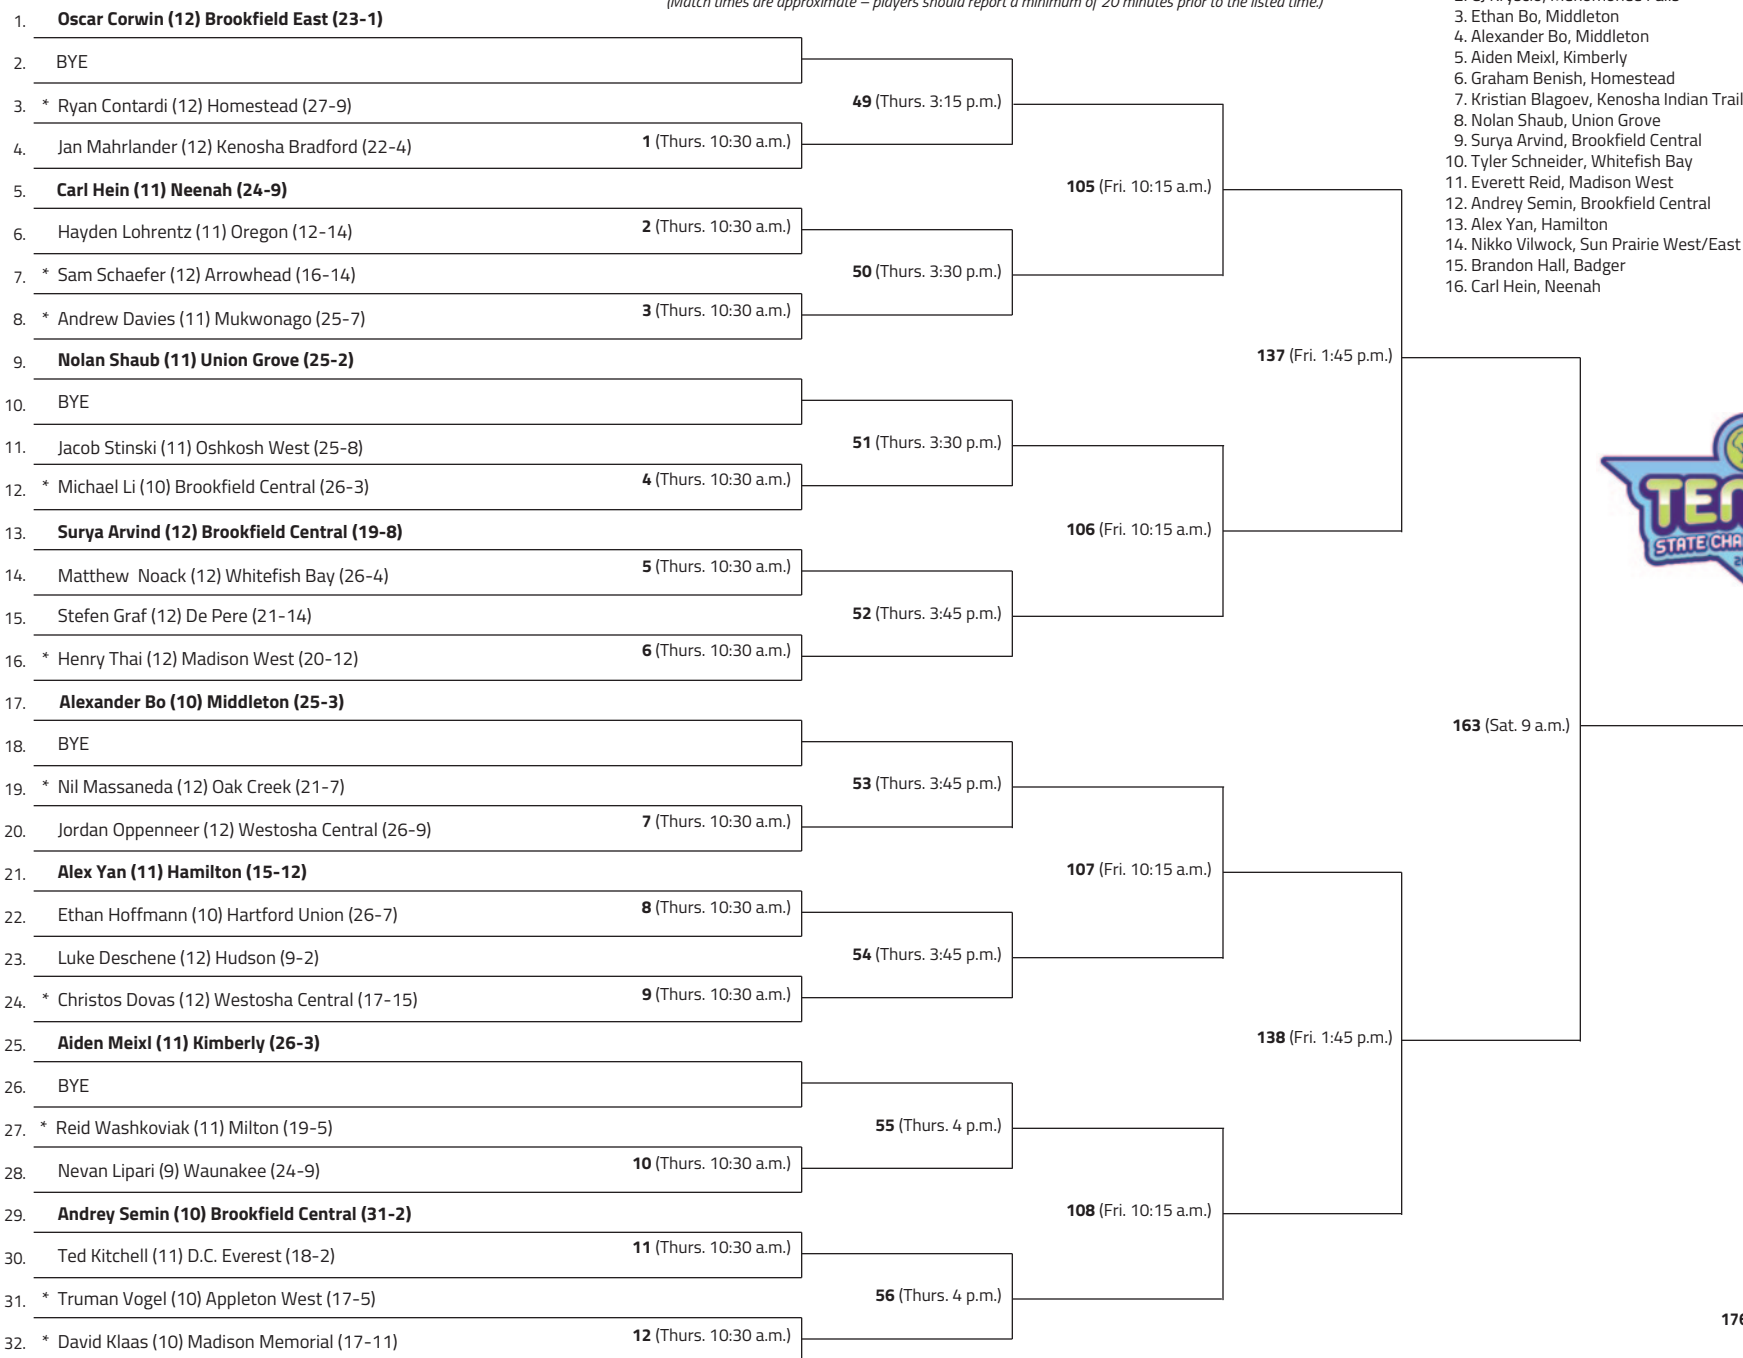 (Match times are approximate – players should report a minimum of 20 minutes prior to the listed time.)
1. Oscar Corwin (12) Brookfield East (23-1)
2. BYE
3. * Ryan Contardi (12) Homestead (27-9)
49 (Thurs. 3:15 p.m.)
4. Jan Mahrlander (12) Kenosha Bradford (22-4)
1 (Thurs. 10:30 a.m.)
5. Carl Hein (11) Neenah (24-9)
105 (Fri. 10:15 a.m.)
6. Hayden Lohrentz (11) Oregon (12-14)
2 (Thurs. 10:30 a.m.)
7. * Sam Schaefer (12) Arrowhead (16-14)
50 (Thurs. 3:30 p.m.)
8. * Andrew Davies (11) Mukwonago (25-7)
3 (Thurs. 10:30 a.m.)
9. Nolan Shaub (11) Union Grove (25-2)
137 (Fri. 1:45 p.m.)
10. BYE
11. Jacob Stinski (11) Oshkosh West (25-8)
51 (Thurs. 3:30 p.m.)
12. * Michael Li (10) Brookfield Central (26-3)
4 (Thurs. 10:30 a.m.)
13. Surya Arvind (12) Brookfield Central (19-8)
106 (Fri. 10:15 a.m.)
14. Matthew Noack (12) Whitefish Bay (26-4)
5 (Thurs. 10:30 a.m.)
15. Stefen Graf (12) De Pere (21-14)
52 (Thurs. 3:45 p.m.)
16. * Henry Thai (12) Madison West (20-12)
6 (Thurs. 10:30 a.m.)
17. Alexander Bo (10) Middleton (25-3)
163 (Sat. 9 a.m.)
18. BYE
19. * Nil Massaneda (12) Oak Creek (21-7)
53 (Thurs. 3:45 p.m.)
20. Jordan Oppenneer (12) Westosha Central (26-9)
7 (Thurs. 10:30 a.m.)
21. Alex Yan (11) Hamilton (15-12)
107 (Fri. 10:15 a.m.)
22. Ethan Hoffmann (10) Hartford Union (26-7)
8 (Thurs. 10:30 a.m.)
23. Luke Deschene (12) Hudson (9-2)
54 (Thurs. 3:45 p.m.)
24. * Christos Dovas (12) Westosha Central (17-15)
9 (Thurs. 10:30 a.m.)
25. Aiden Meixl (11) Kimberly (26-3)
138 (Fri. 1:45 p.m.)
26. BYE
27. * Reid Washkoviak (11) Milton (19-5)
55 (Thurs. 4 p.m.)
28. Nevan Lipari (9) Waunakee (24-9)
10 (Thurs. 10:30 a.m.)
29. Andrey Semin (10) Brookfield Central (31-2)
108 (Fri. 10:15 a.m.)
30. Ted Kitchell (11) D.C. Everest (18-2)
11 (Thurs. 10:30 a.m.)
31. * Truman Vogel (10) Appleton West (17-5)
56 (Thurs. 4 p.m.)
32. * David Klaas (10) Madison Memorial (17-11)
12 (Thurs. 10:30 a.m.)
3. Ethan Bo, Middleton
4. Alexander Bo, Middleton
5. Aiden Meixl, Kimberly
6. Graham Benish, Homestead
7. Kristian Blagoev, Kenosha Indian Trail
8. Nolan Shaub, Union Grove
9. Surya Arvind, Brookfield Central
10. Tyler Schneider, Whitefish Bay
11. Everett Reid, Madison West
12. Andrey Semin, Brookfield Central
13. Alex Yan, Hamilton
14. Nikko Vilwock, Sun Prairie West/East
15. Brandon Hall, Badger
16. Carl Hein, Neenah
STATE
176